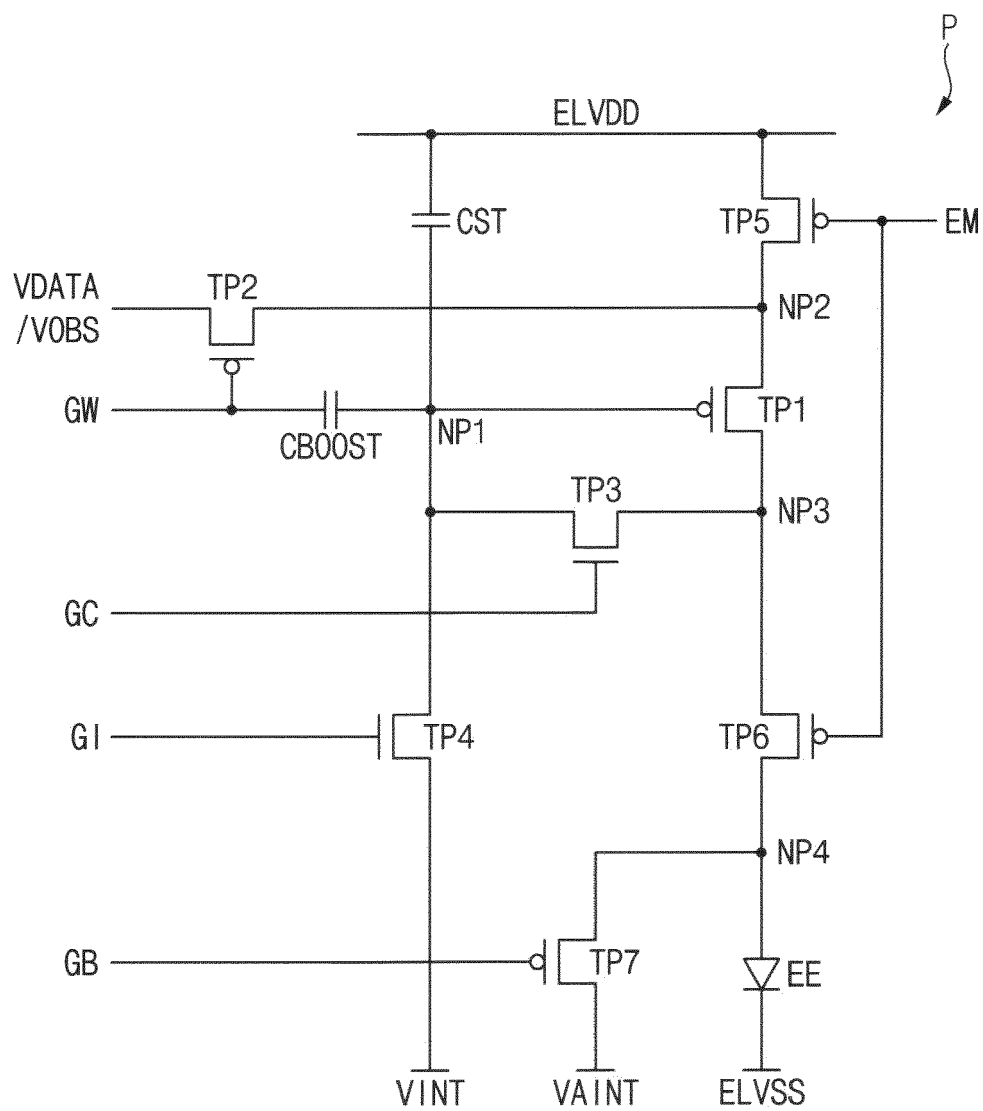 P
ELVDD
CST
TP5
EM
VDATA
/VOBS
TP2
NP2
GW
CBOOST
NP1
TP1
TP3
NP3
GC
GI
TP4
TP6
NP4
GB
TP7
EE
VINT
VAINT
ELVSS